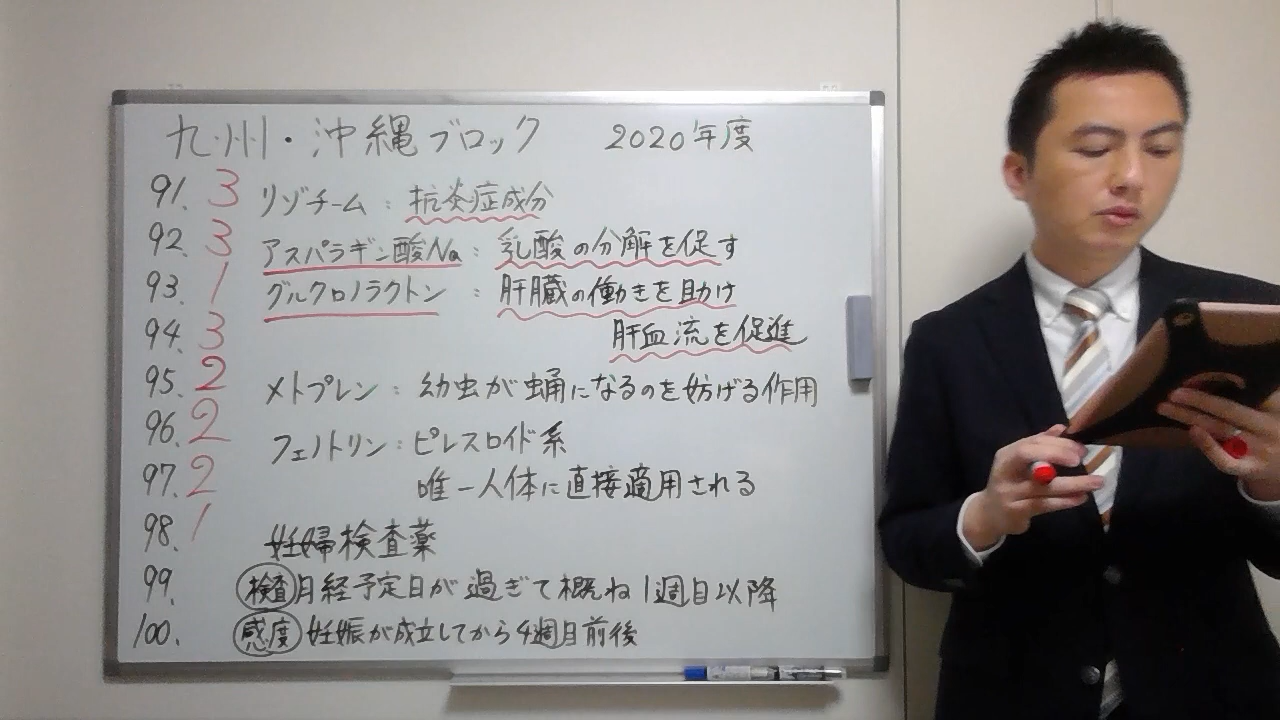 九州・沖縄ブロック 2020年度
91. 3 リゾチーム：抗炎症成分
92. 3 アスパラギン酸Na：乳酸の分解を促す
93. 1 グルクロノラクトン：肝臓の働きを助け
94. 3 肝血流を促進
95. 2 メトプレン：幼虫が蛹になるのを妨げる作用
96. 2 フェノトリン：ピレスロイド系
97. 2 唯一人体に直接適用される
98. 1 妊婦検査薬
99. 検査 月経予定日が過ぎて概ね1週目以降
100. 感度 妊娠が成立してから4週目前後